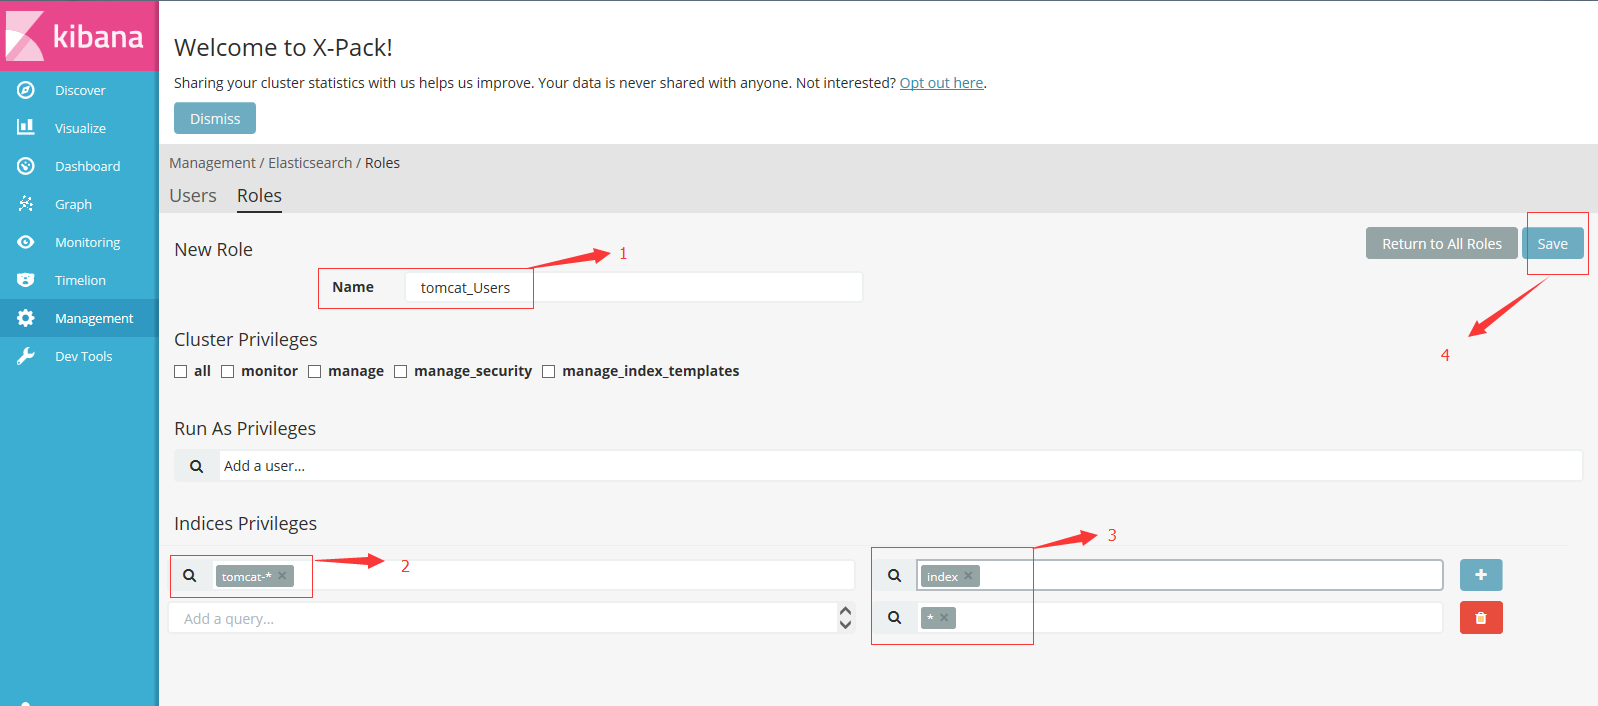 kibana
Discover
Visualize
Dashboard
Graph
Monitoring
Timelion
Management
Dev Tools
Welcome to X-Pack!
Sharing your cluster statistics with us helps us improve. Your data is never shared with anyone. Not interested? Opt out here.
Dismiss
Management / Elasticsearch / Roles
Users Roles
New Role
Return to All Roles Save
1
Name tomcat_Users
4
Cluster Privileges
all monitor manage manage_security manage_index_templates
Run As Privileges
Add a user...
Indices Privileges
tomcat-* × 2 index × 3 +
Add a query... * ×